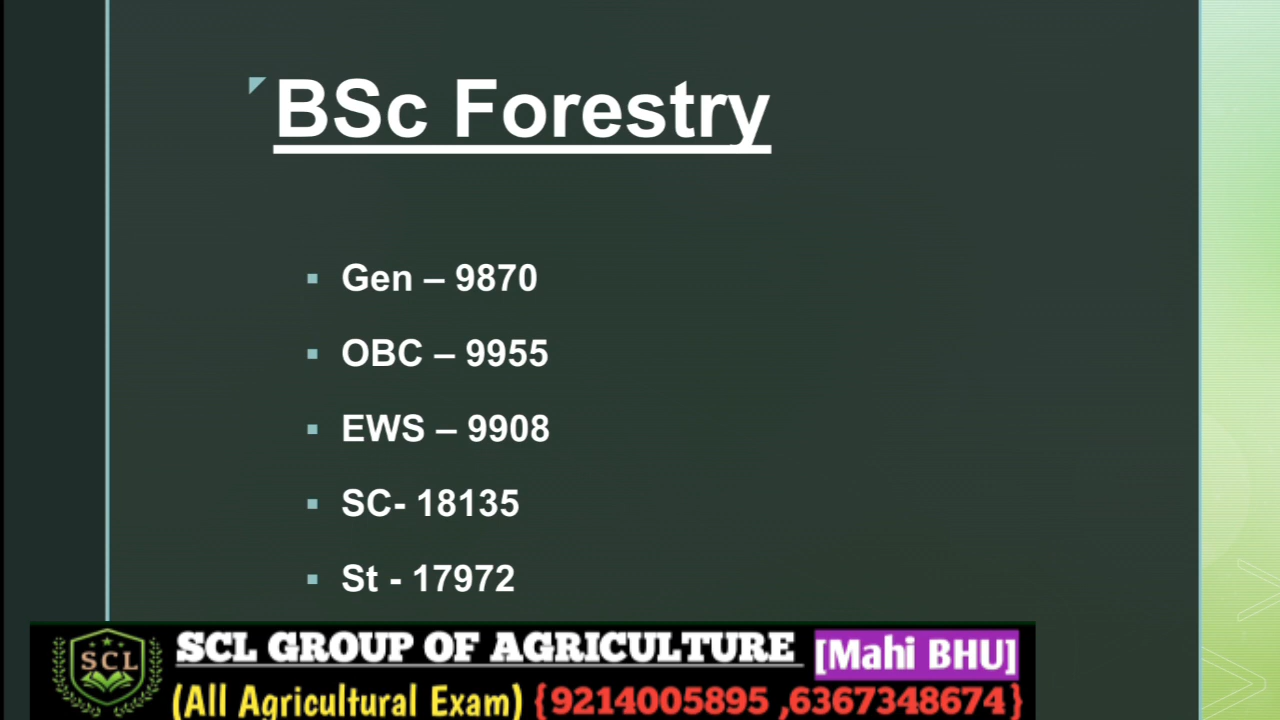 BSc Forestry
Gen – 9870
OBC – 9955
EWS – 9908
SC- 18135
St - 17972
SCL
SCL GROUP OF AGRICULTURE [Mahi BHU]
(All Agricultural Exam) {9214005895 ,6367348674}